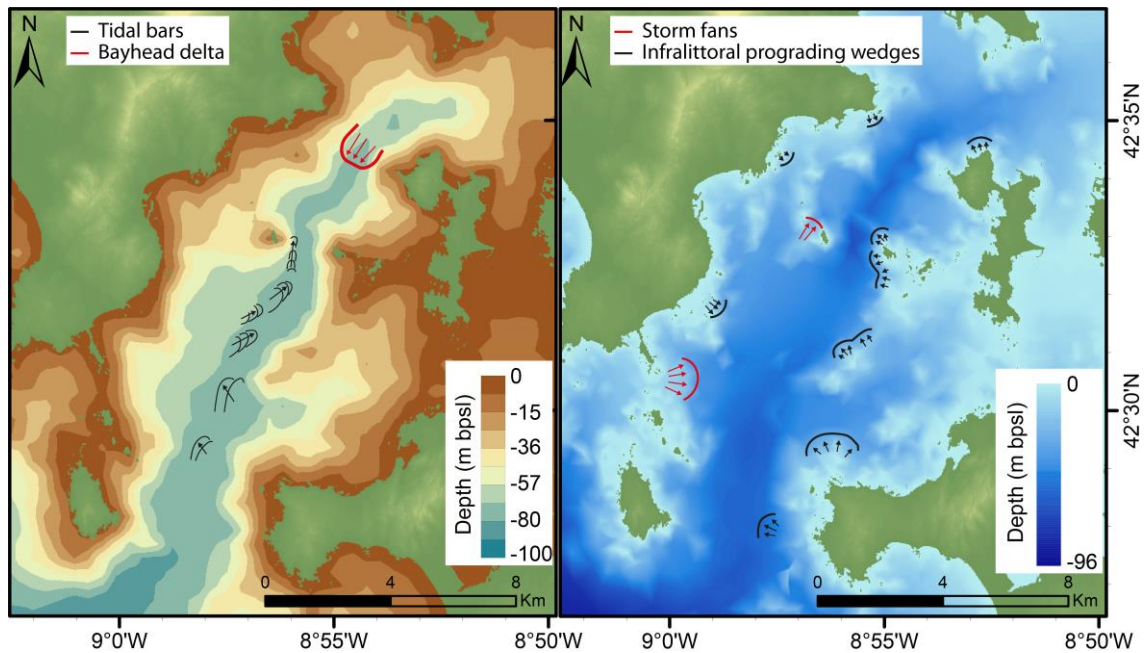 N
Tidal bars
Bayhead delta
0
-15
-36
-57
-80
-100
Depth (m bpsl)
0 4 8
Km
9°0'W 8°55'W 8°50'W
N
Storm fans
Infralittoral prograding wedges
42°35'N
42°30'N
0
-96
Depth (m bpsl)
0 4 8
Km
9°0'W 8°55'W 8°50'W